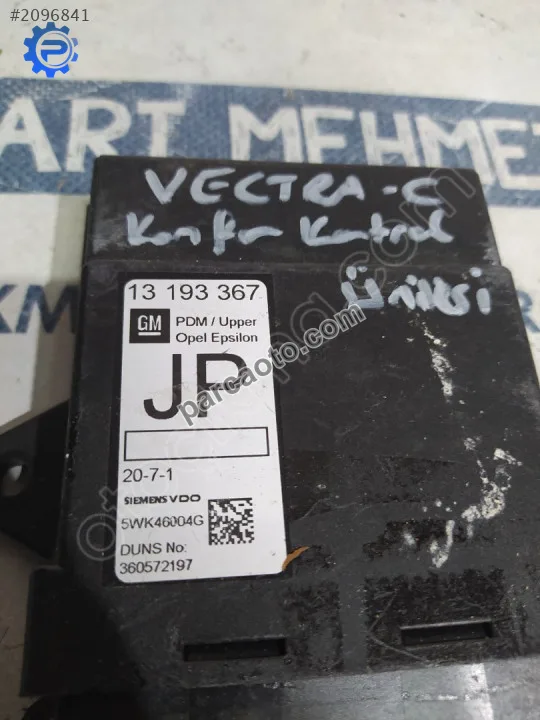 #2096841
ART MEHMET
VECTRA-C
Konfor Kontrol
Ünitesi
13 193 367
GM
PDM / Upper
Opel Epsilon
JP
parcaoto.com
20-7-1
SIEMENS VDO
5WK46004G
DUNS No:
360572197